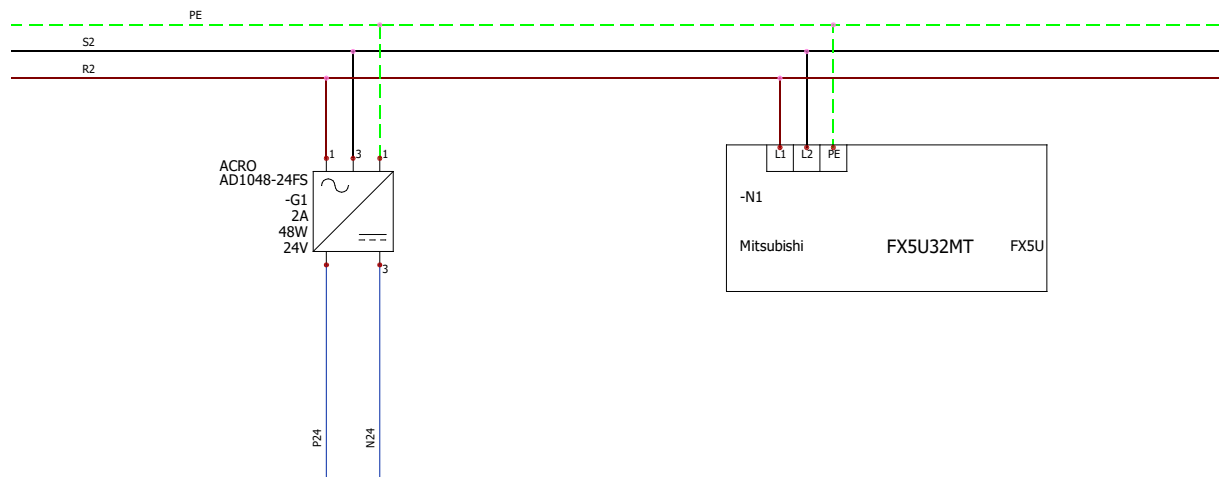 PE
S2
R2
1
3
1
L1
L2
PE
ACRO
AD1048-24FS
-G1
2A
48W
24V
-N1
Mitsubishi
FX5U32MT
FX5U
3
P24
N24